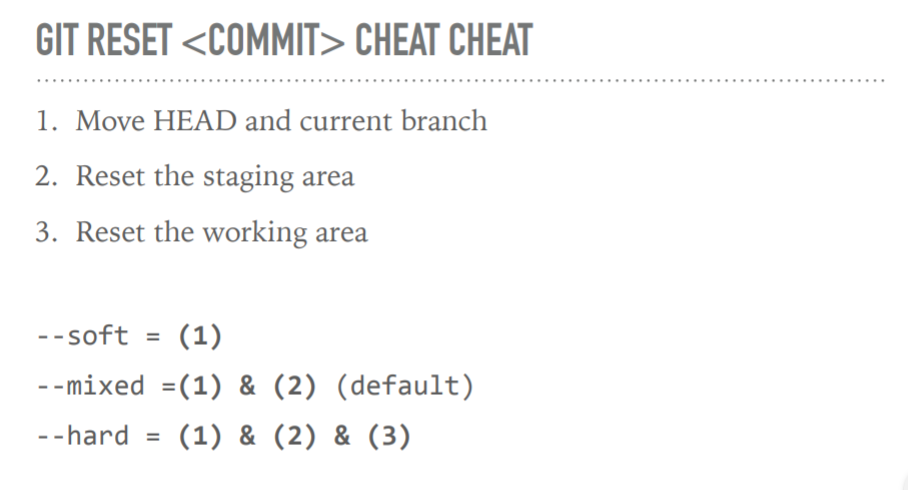 GIT RESET <COMMIT> CHEAT CHEAT
1. Move HEAD and current branch
2. Reset the staging area
3. Reset the working area
--soft = (1)
--mixed =(1) & (2) (default)
--hard = (1) & (2) & (3)